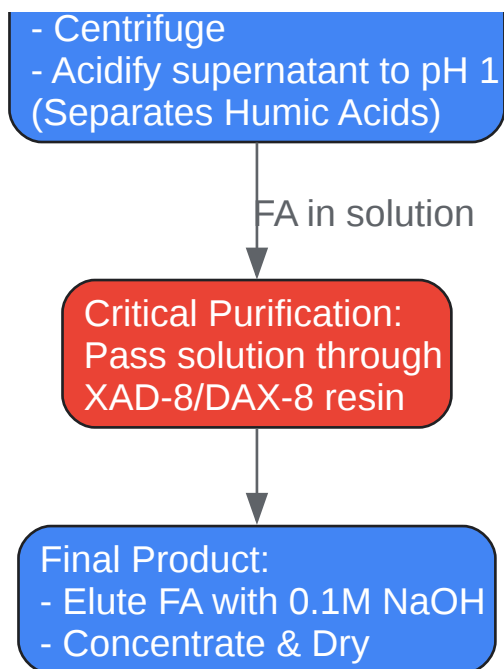 - Centrifuge
- Acidify supernatant to pH 1
(Separates Humic Acids)
FA in solution
Critical Purification:
Pass solution through
XAD-8/DAX-8 resin
Final Product:
- Elute FA with 0.1M NaOH
- Concentrate & Dry